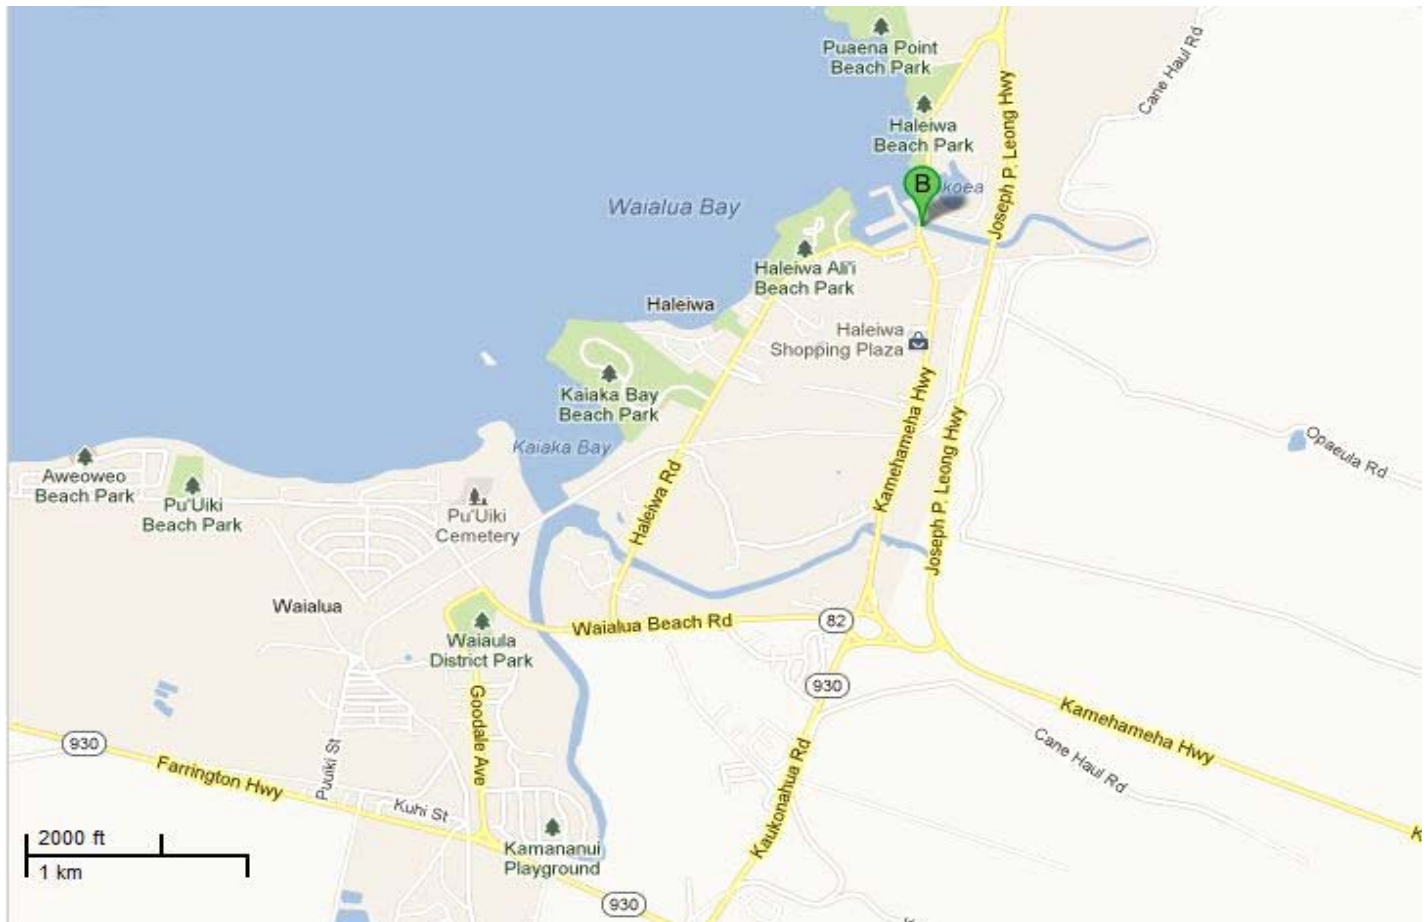 Puaena Point
Beach Park
Cane Haul Rd
Haleiwa
Beach Park
Joseph P. Leong Hwy
B
koea
Waialua Bay
Haleiwa Ali'i
Beach Park
Haleiwa
Haleiwa
Shopping Plaza
Kaiaka Bay
Beach Park
Kamehameha Hwy
Joseph P. Leong Hwy
Opaeula Rd
Kaiaka Bay
Aweoweo
Beach Park
Pu'Uiki
Beach Park
Pu'Uiki
Cemetery
Haleiwa Rd
Waialua
Waialua Beach Rd
82
Waiaula
District Park
930
Goodale Ave
Kamehameha Hwy
930
Cane Haul Rd
Farrington Hwy
Puuiki St
Kuhi St
Kaukonahua Rd
2000 ft
1 km
Kamananui
Playground
930